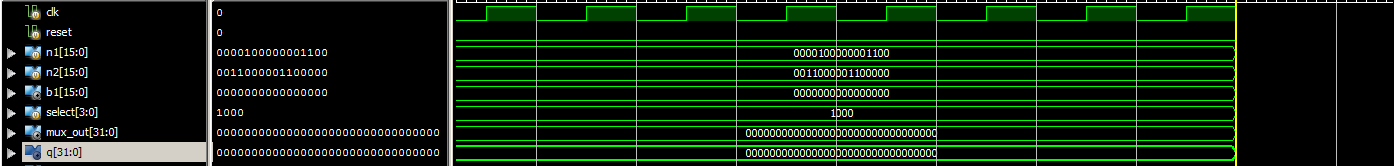 clk 0
reset 0
n1[15:0] 0000100000001100 0000100000001100
n2[15:0] 0011000001100000 0011000001100000
b1[15:0] 0000000000000000 0000000000000000
select[3:0] 1000 1000
mux_out[31:0] 00000000000000000000000000000000 00000000000000000000000000000000
q[31:0] 00000000000000000000000000000000 00000000000000000000000000000000